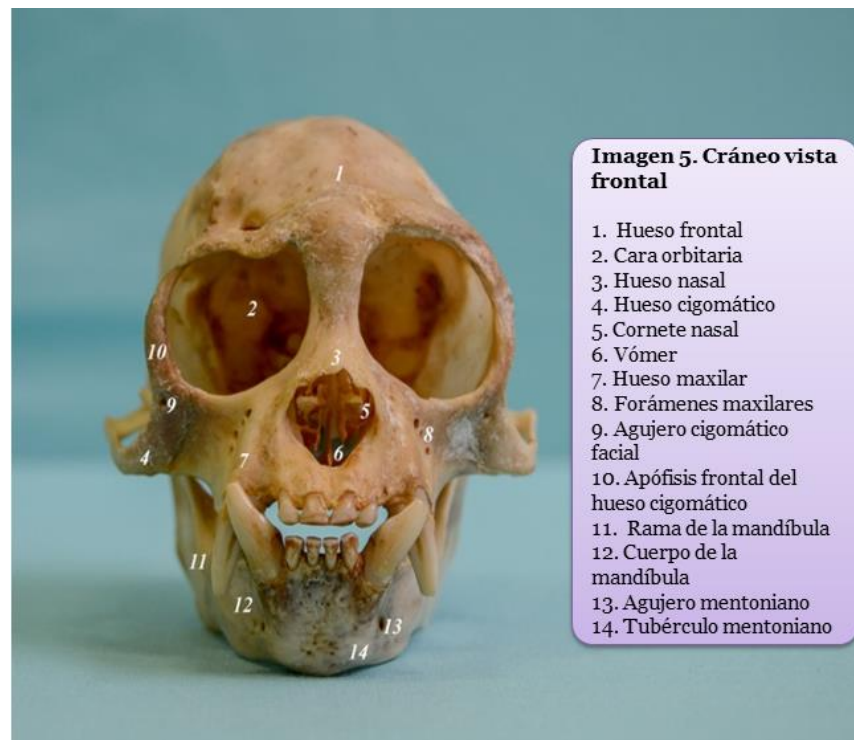 Imagen 5. Cráneo vista
frontal
1. Hueso frontal
2. Cara orbitaria
3. Hueso nasal
4. Hueso cigomático
5. Cornete nasal
6. Vómer
7. Hueso maxilar
8. Forámenes maxilares
9. Agujero cigomático
facial
10. Apófisis frontal del
hueso cigomático
11. Rama de la mandíbula
12. Cuerpo de la
mandíbula
13. Agujero mentoniano
14. Tubérculo mentoniano
1
2
10
3
9
5
8
4
7
6
11
12
13
14